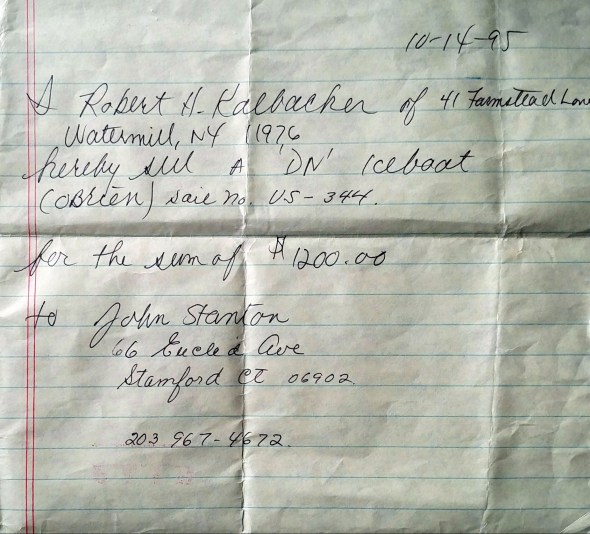 10-14-95
I Robert H. Kalbacher of 41 Farmstead Lane
Watermill, NY 11976
hereby sell A 'DN' Iceboat
(OBrien) saie no. US-344.
for the sum of $1200.00
to John Stanton
66 Euclid Ave
Stamford CT 06902.
203 967-4672.